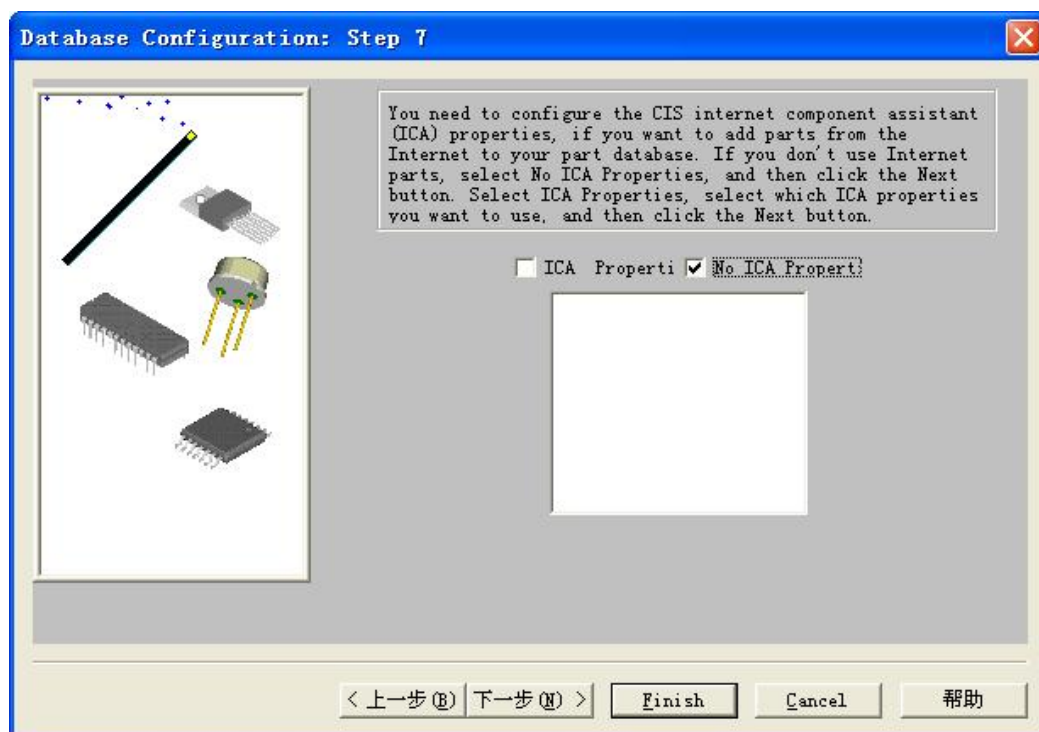 Database Configuration: Step 7
You need to configure the CIS internet component assistant
(ICA) properties, if you want to add parts from the
Internet to your part database. If you don't use Internet
parts, select No ICA Properties, and then click the Next
button. Select ICA Properties, select which ICA properties
you want to use, and then click the Next button.
ICA Properti No ICA Propert
< 上一步(B) 下一步(N) > Finish Cancel 帮助